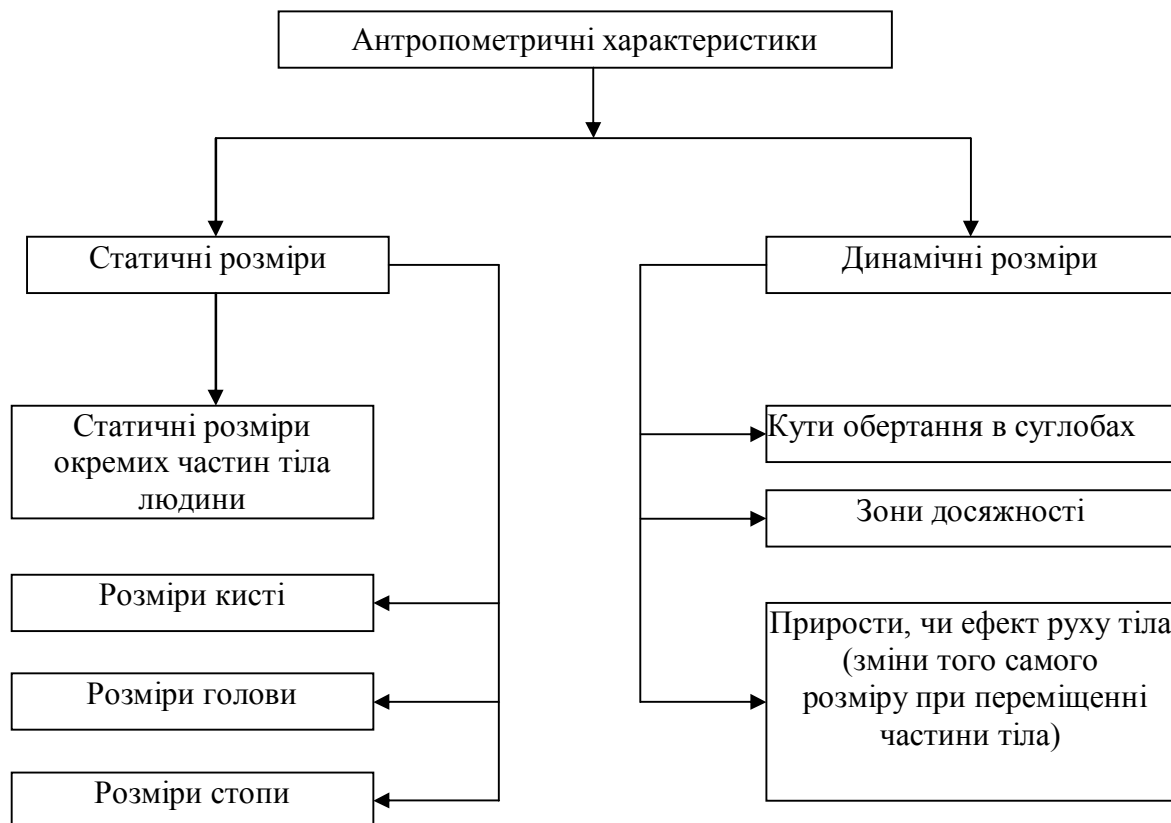 Антропометричні характеристики
Статичні розміри
Динамічні розміри
Статичні розміри
окремих частин тіла
людини
Кути обертання в суглобах
Зони досяжності
Розміри кисті
Прирости, чи ефект руху тіла
(зміни того самого
розміру при переміщенні
частини тіла)
Розміри голови
Розміри стопи